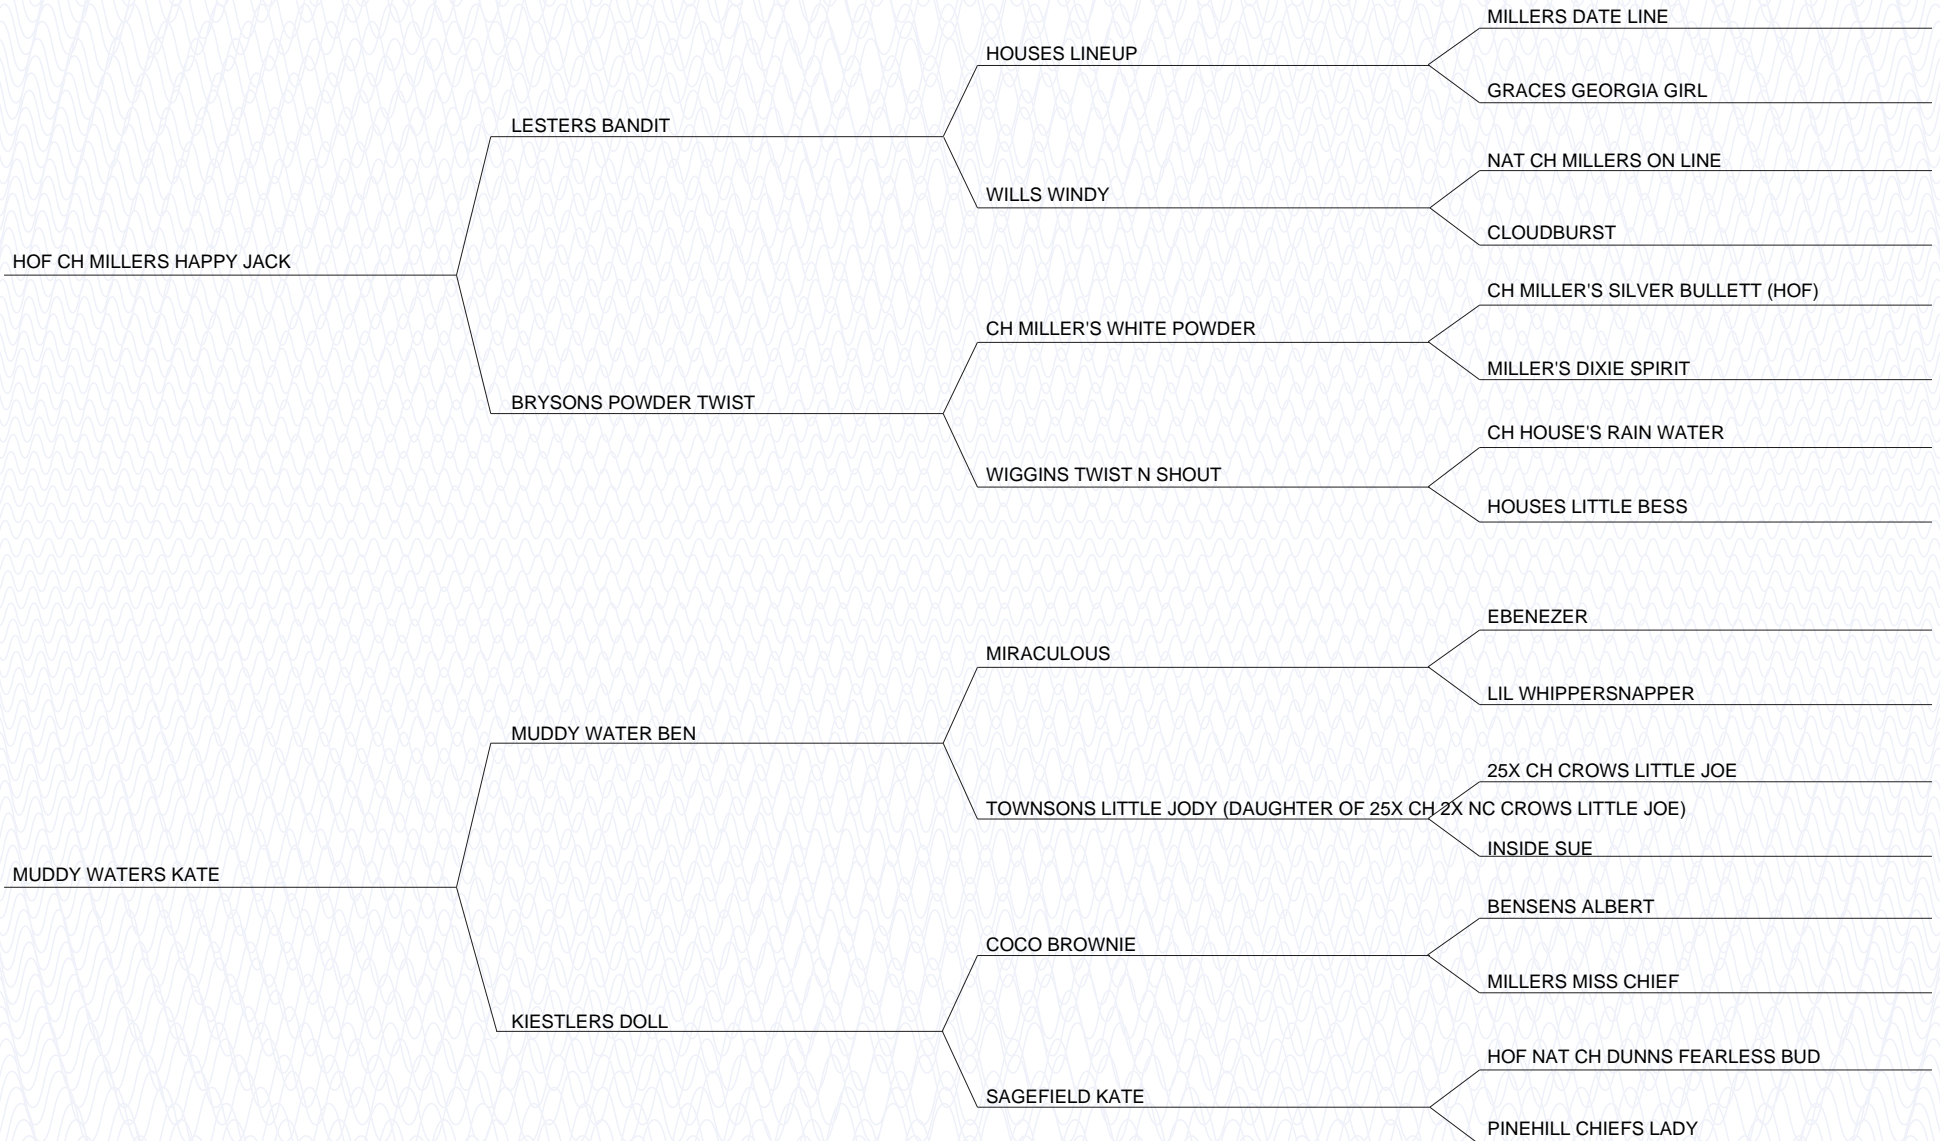 MILLERS DATE LINE
HOUSES LINEUP
GRACES GEORGIA GIRL
LESTERS BANDIT
NAT CH MILLERS ON LINE
WILLS WINDY
CLOUDBURST
HOF CH MILLERS HAPPY JACK
CH MILLER'S SILVER BULLETT (HOF)
CH MILLER'S WHITE POWDER
MILLER'S DIXIE SPIRIT
BRYSONS POWDER TWIST
CH HOUSE'S RAIN WATER
WIGGINS TWIST N SHOUT
HOUSES LITTLE BESS
EBENEZER
MIRACULOUS
LIL WHIPPERSNAPPER
MUDDY WATER BEN
25X CH CROWS LITTLE JOE
TOWNSONS LITTLE JODY (DAUGHTER OF 25X CH 2X NC CROWS LITTLE JOE)
INSIDE SUE
MUDDY WATERS KATE
BENSENS ALBERT
COCO BROWNIE
MILLERS MISS CHIEF
KIESTLERS DOLL
HOF NAT CH DUNNS FEARLESS BUD
SAGEFIELD KATE
PINEHILL CHIEFS LADY